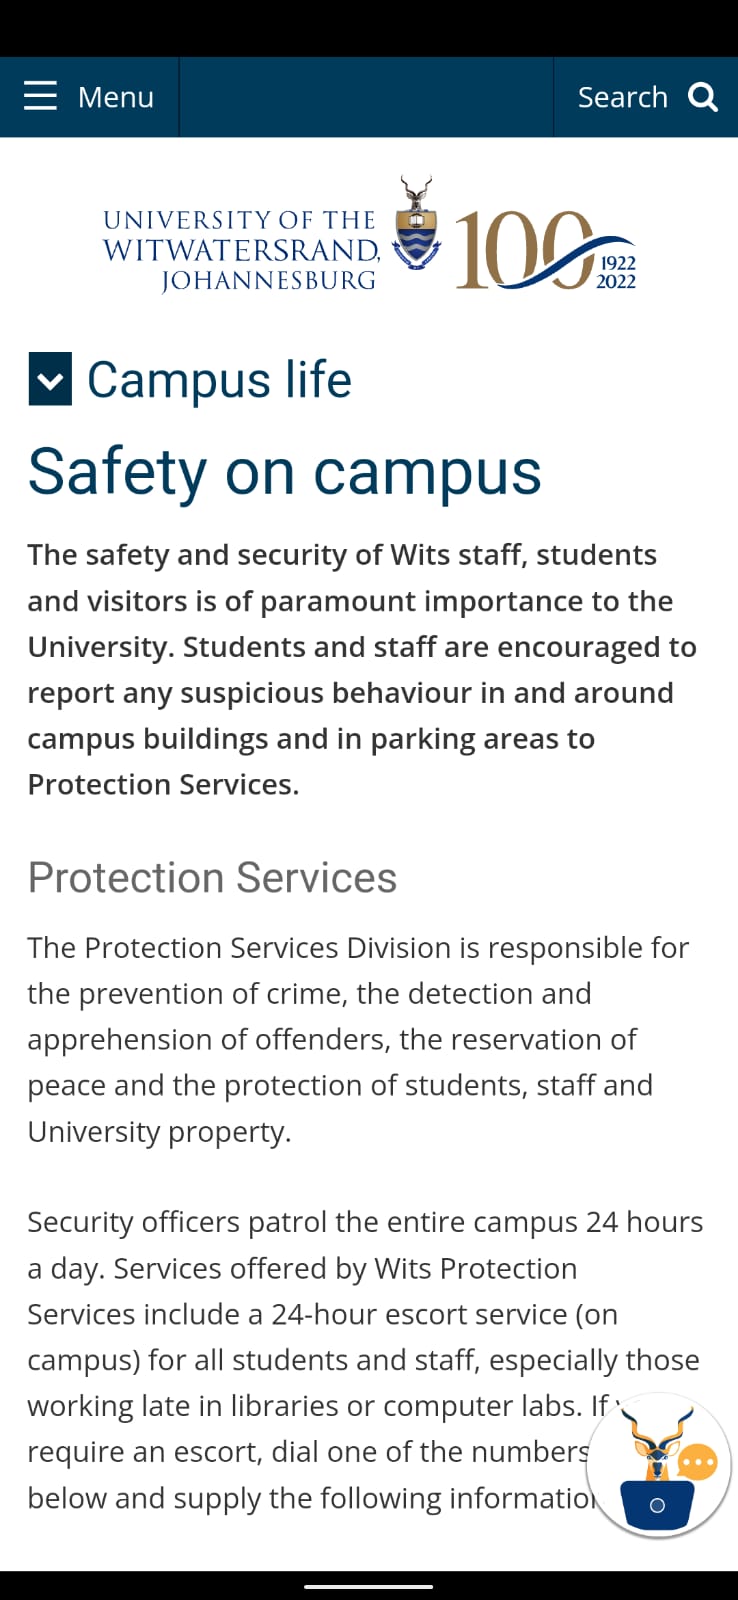 Menu
Search
UNIVERSITY OF THE
WITWATERSRAND,
JOHANNESBURG
100
1922
2022
Campus life
Safety on campus
The safety and security of Wits staff, students
and visitors is of paramount importance to the
University. Students and staff are encouraged to
report any suspicious behaviour in and around
campus buildings and in parking areas to
Protection Services.
Protection Services
The Protection Services Division is responsible for
the prevention of crime, the detection and
apprehension of offenders, the reservation of
peace and the protection of students, staff and
University property.
Security officers patrol the entire campus 24 hours
a day. Services offered by Wits Protection
Services include a 24-hour escort service (on
campus) for all students and staff, especially those
working late in libraries or computer labs. If
require an escort, dial one of the numbers
below and supply the following